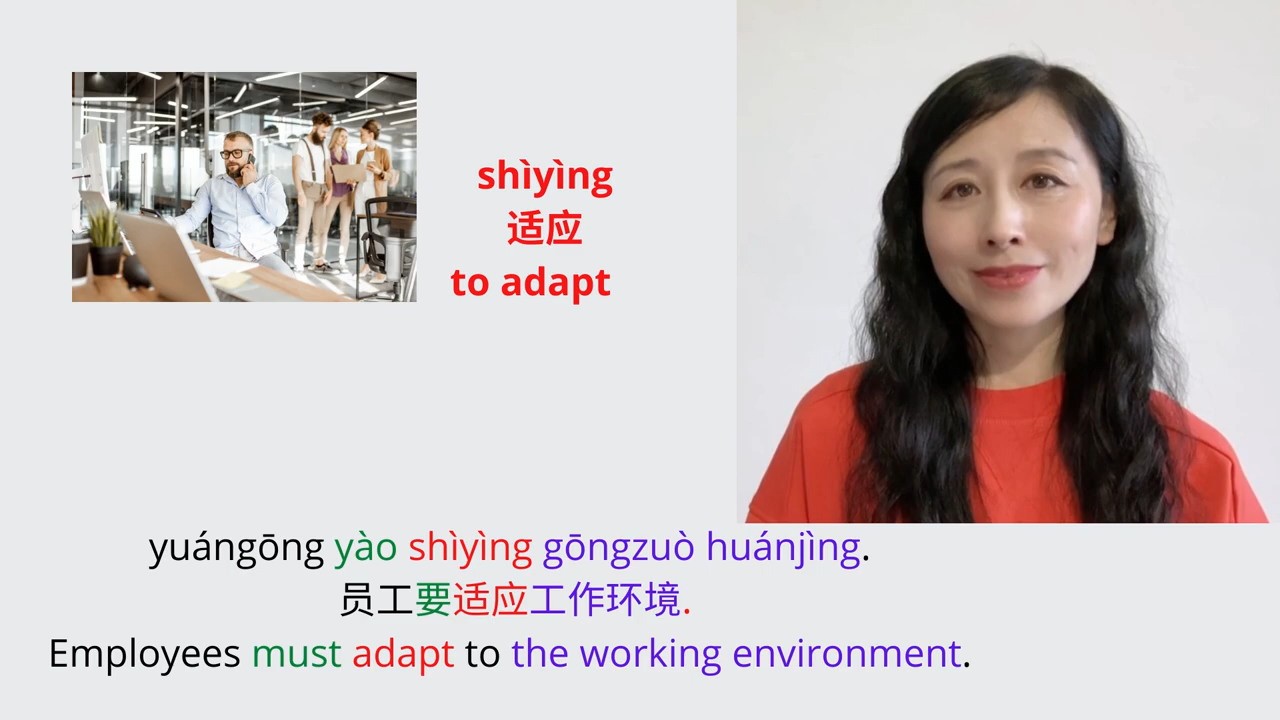 shìyìng
适应
to adapt
yuángōng yào shìyìng gōngzuò huánjìng.
员工要适应工作环境.
Employees must adapt to the working environment.